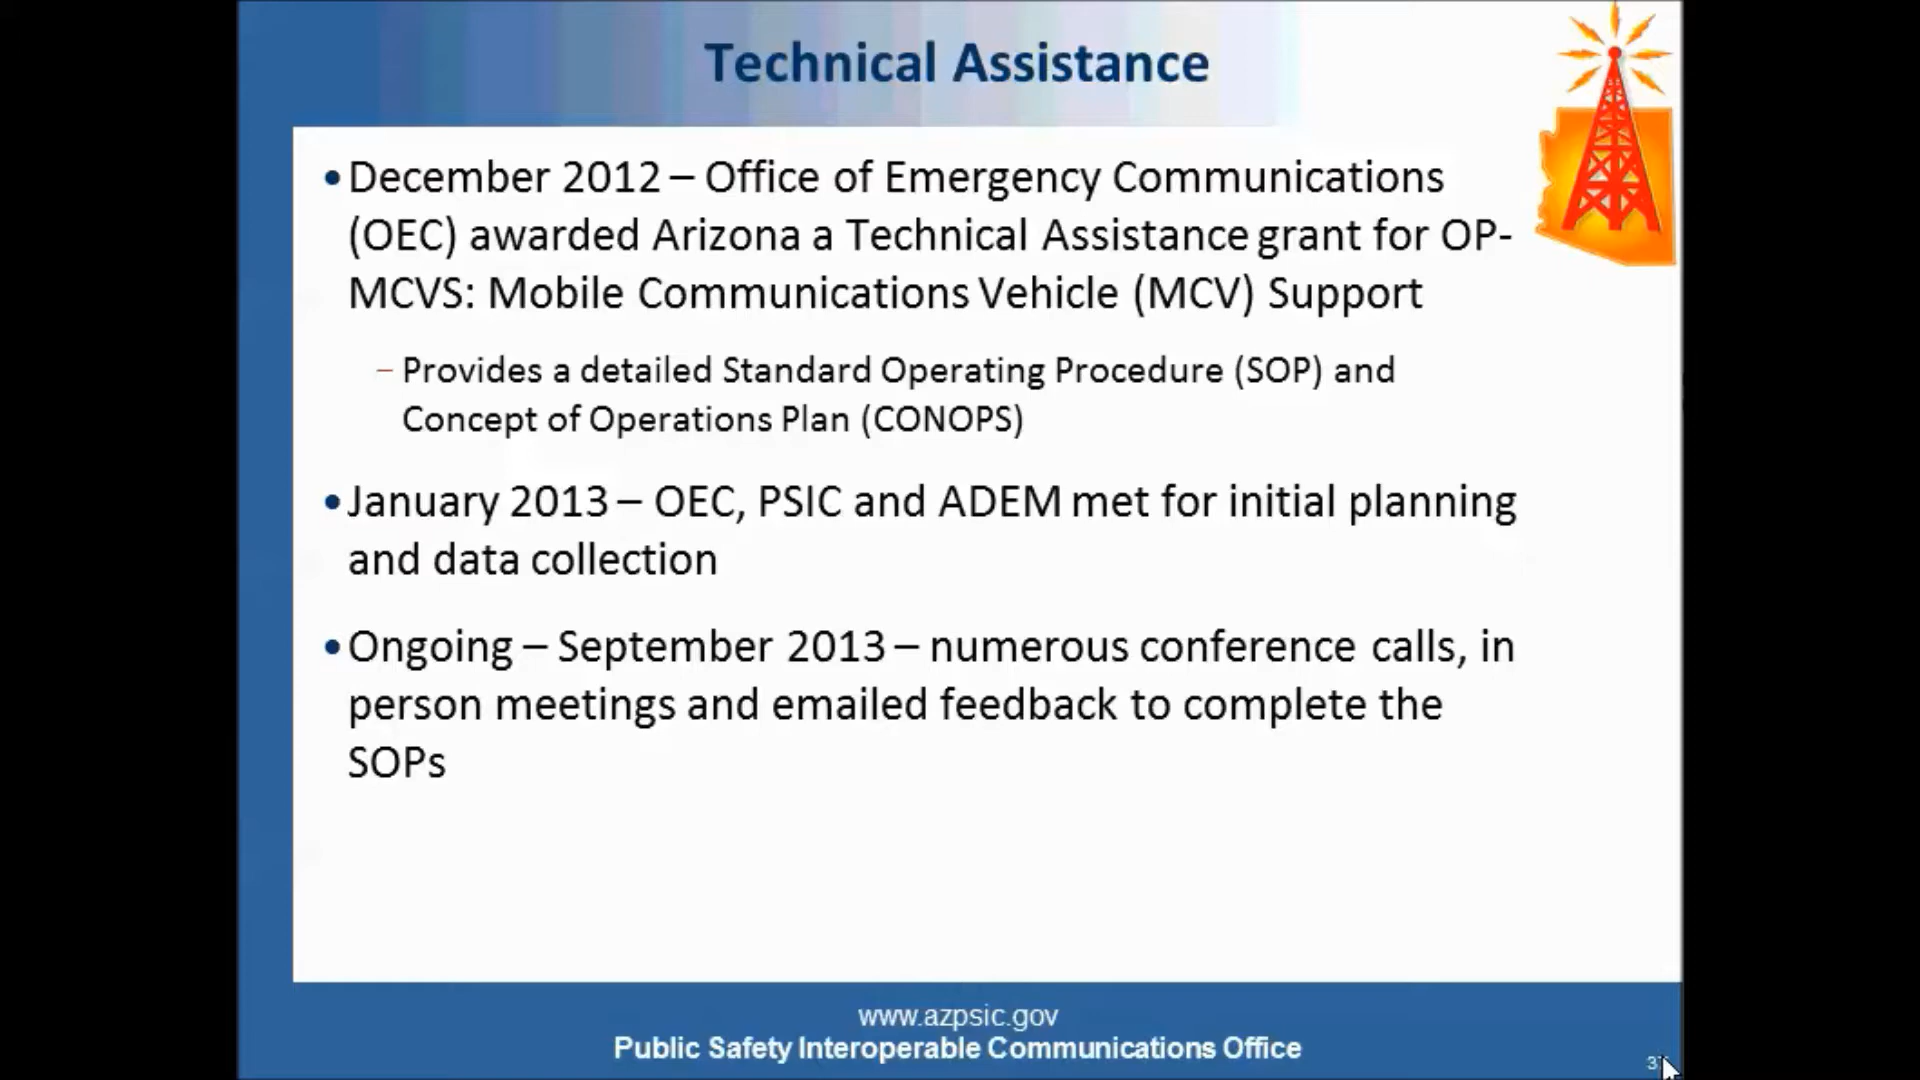 Technical Assistance
•December 2012 – Office of Emergency Communications
(OEC) awarded Arizona a Technical Assistance grant for OP-
MCVS: Mobile Communications Vehicle (MCV) Support
– Provides a detailed Standard Operating Procedure (SOP) and
Concept of Operations Plan (CONOPS)
•January 2013 – OEC, PSIC and ADEM met for initial planning
and data collection
•Ongoing – September 2013 – numerous conference calls, in
person meetings and emailed feedback to complete the
SOPs
www.azpsic.gov
Public Safety Interoperable Communications Office